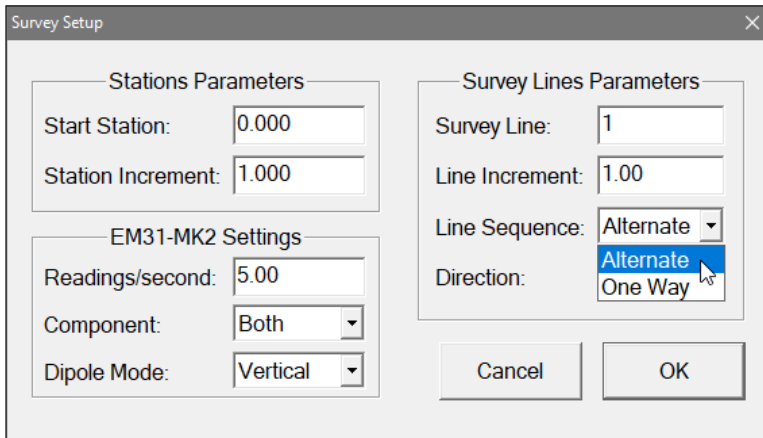 Survey Setup
Stations Parameters
Start Station: 0.000
Station Increment: 1.000
EM31-MK2 Settings
Readings/second: 5.00
Component: Both
Dipole Mode: Vertical
Survey Lines Parameters
Survey Line: 1
Line Increment: 1.00
Line Sequence: Alternate
Alternate
One Way
Direction:
Cancel
OK